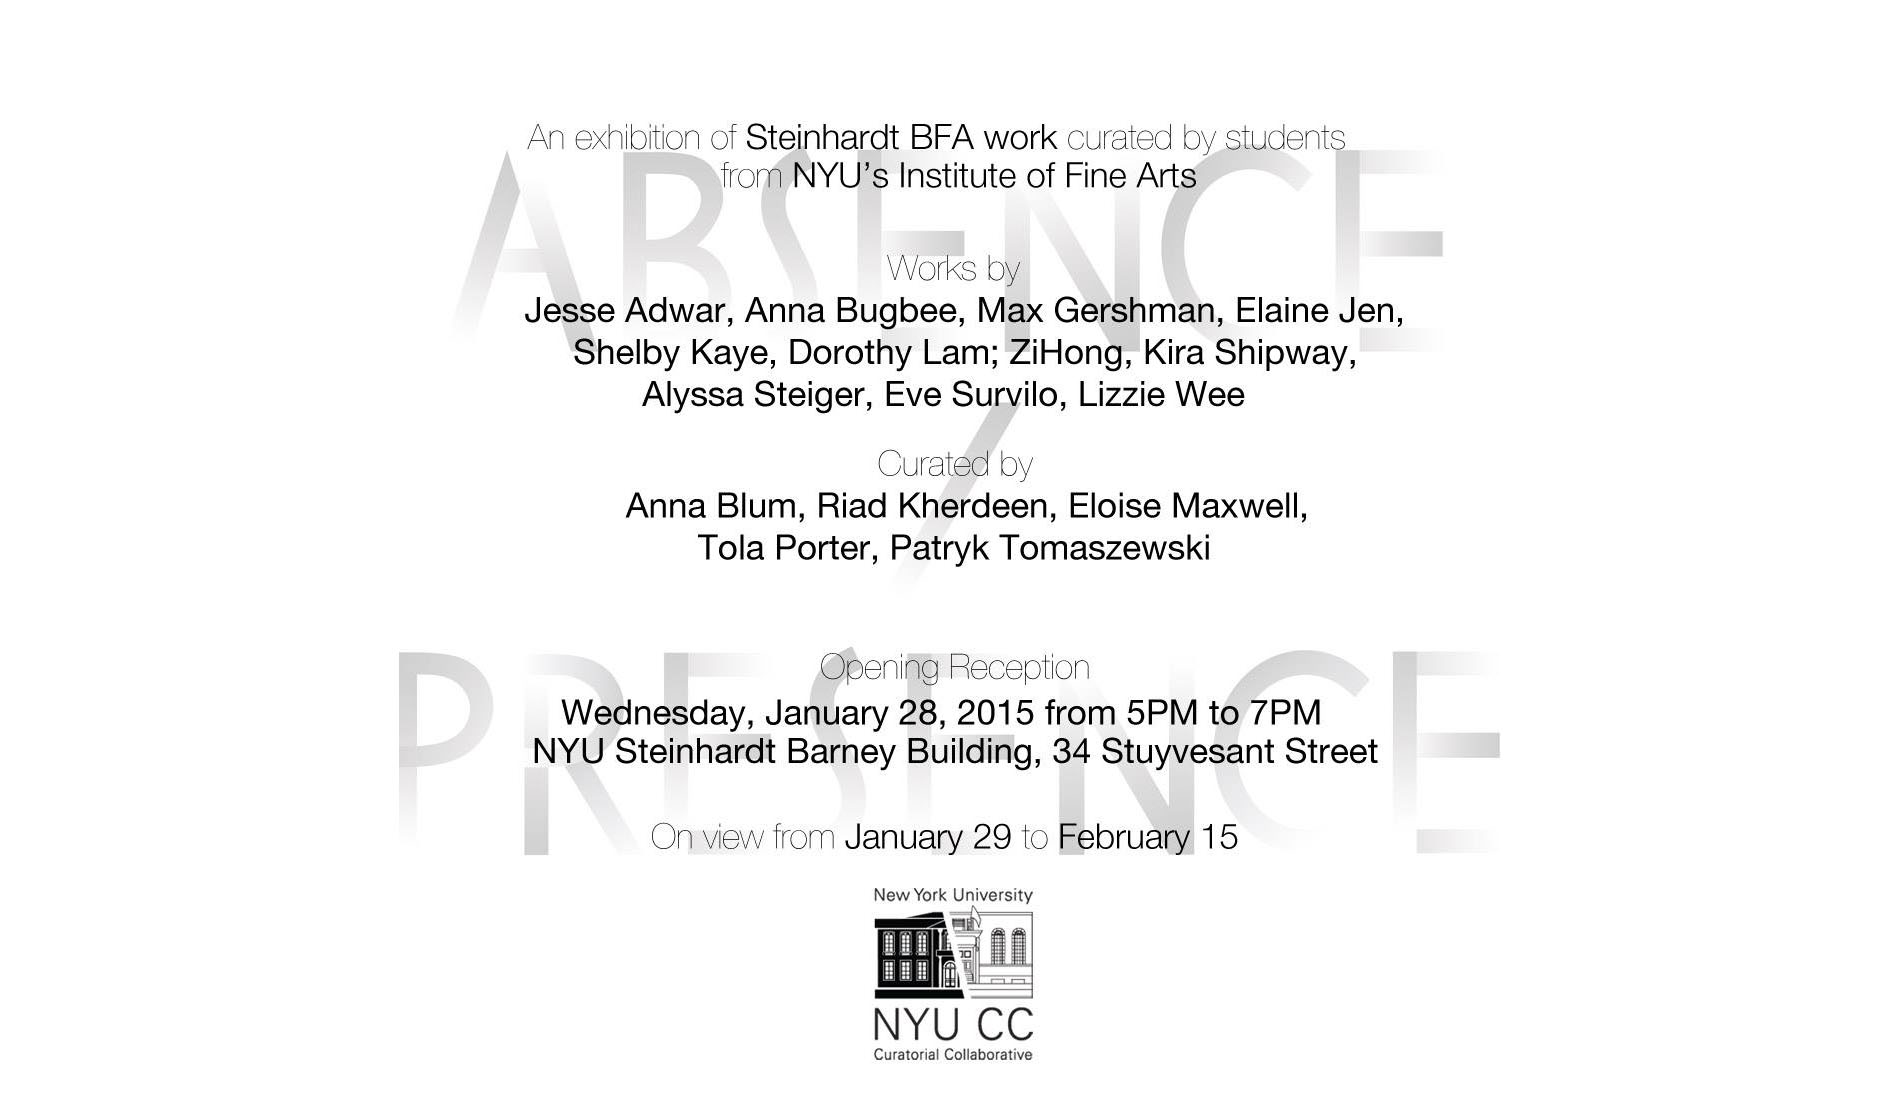 An exhibition of Steinhardt BFA work curated by students
from NYU's Institute of Fine Arts
ABSENCE
Works by
Jesse Adwar, Anna Bugbee, Max Gershman, Elaine Jen,
Shelby Kaye, Dorothy Lam; ZiHong, Kira Shipway,
Alyssa Steiger, Eve Survilo, Lizzie Wee
/
Curated by
Anna Blum, Riad Kherdeen, Eloise Maxwell,
Tola Porter, Patryk Tomaszewski
PRESENCE
Opening Reception
Wednesday, January 28, 2015 from 5PM to 7PM
NYU Steinhardt Barney Building, 34 Stuyvesant Street
On view from January 29 to February 15
New York University
NYU CC
Curatorial Collaborative